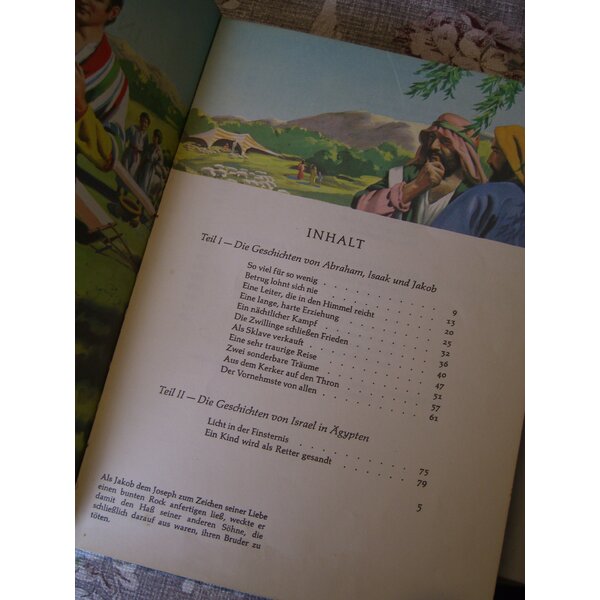 INHALT
Teil I — Die Geschichten von Abraham, Isaak und Jakob
So viel für so wenig . . . . . . . . . 9
Betrug lohnt sich nie . . . . . . . . . 13
Eine Leiter, die in den Himmel reicht . . . . . . 20
Eine lange, harte Erziehung . . . . . . . . 25
Ein nächtlicher Kampf . . . . . . . . . 32
Die Zwillinge schließen Frieden . . . . . . . 36
Als Sklave verkauft . . . . . . . . . 40
Eine sehr traurige Reise . . . . . . . . 47
Zwei sonderbare Träume . . . . . . . . 51
Aus dem Kerker auf den Thron . . . . . . . 57
Der Vornehmste von allen . . . . . . . . 61
Teil II — Die Geschichten von Israel in Ägypten
Licht in der Finsternis . . . . . . . . 75
Ein Kind wird als Retter gesandt . . . . . . 79
5
Als Jakob dem Joseph zum Zeichen seiner Liebe
einen bunten Rock anfertigen ließ, weckte er
damit den Haß seiner anderen Söhne, die
schließlich darauf aus waren, ihren Bruder zu
töten.